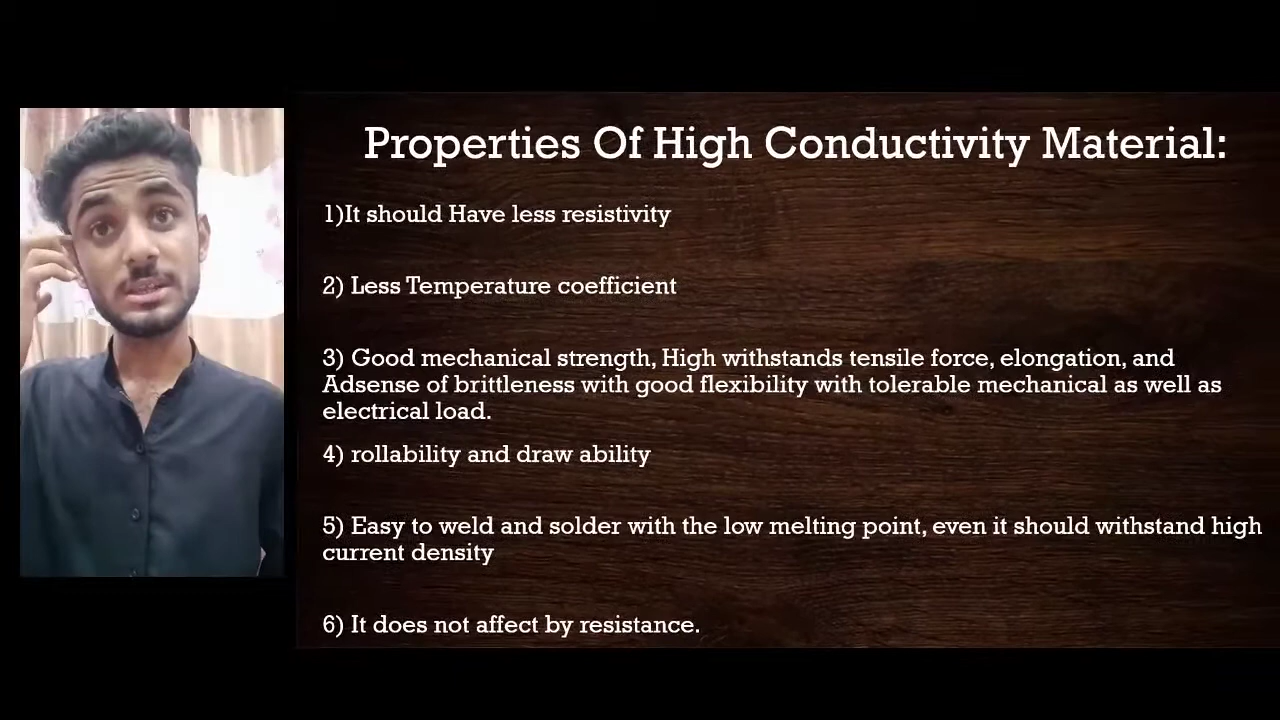 Properties Of High Conductivity Material:
1)It should Have less resistivity
2) Less Temperature coefficient
3) Good mechanical strength, High withstands tensile force, elongation, and
Adsense of brittleness with good flexibility with tolerable mechanical as well as
electrical load.
4) rollability and draw ability
5) Easy to weld and solder with the low melting point, even it should withstand high
current density
6) It does not affect by resistance.